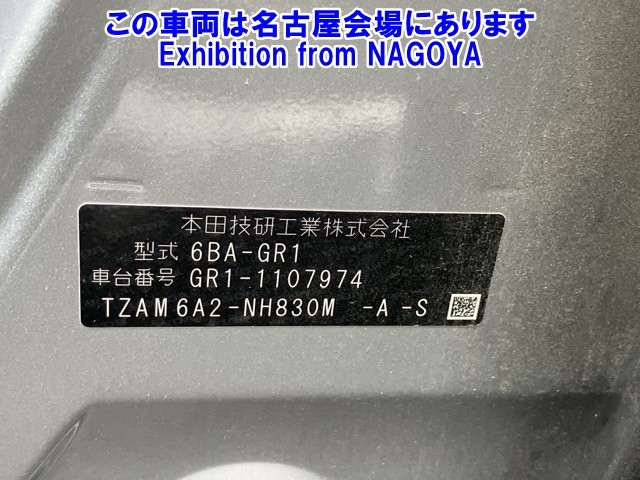 この車両は名古屋会場にあります
Exhibition from NAGOYA
本田技研工業株式会社
型式 6BA-GR1
車台番号 GR1-1107974
TZAM6A2-NH830M -A-S